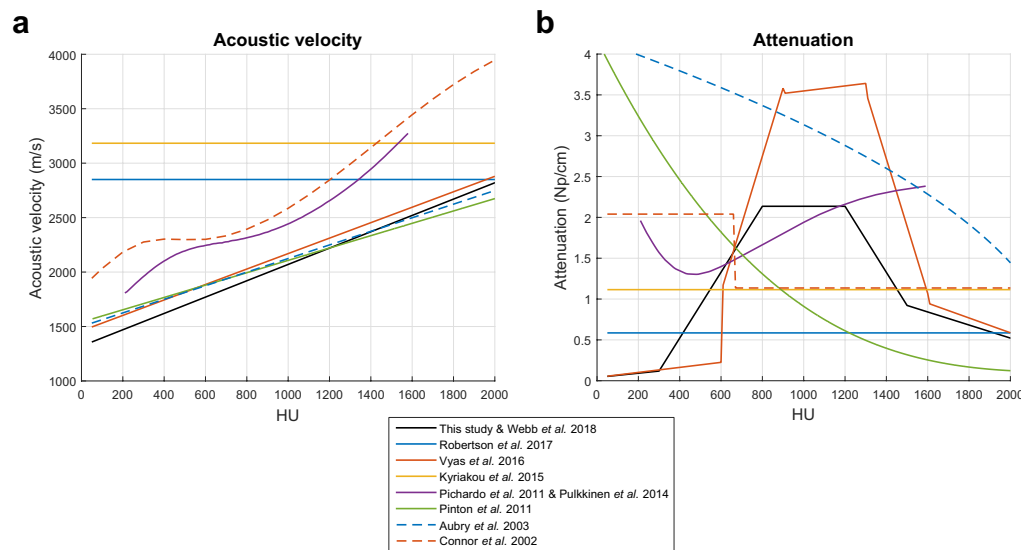 a
Acoustic velocity
4000
3500
3000
2500
2000
1500
1000
Acoustic velocity (m/s)
0 200 400 600 800 1000 1200 1400 1600 1800 2000
HU
b
Attenuation
4
3.5
3
2.5
2
1.5
1
0.5
0
Attenuation (Np/cm)
0 200 400 600 800 1000 1200 1400 1600 1800 2000
HU
This study & Webb et al. 2018
Robertson et al. 2017
Vyas et al. 2016
Kyriakou et al. 2015
Pichardo et al. 2011 & Pulkkinen et al. 2014
Pinton et al. 2011
Aubry et al. 2003
Connor et al. 2002